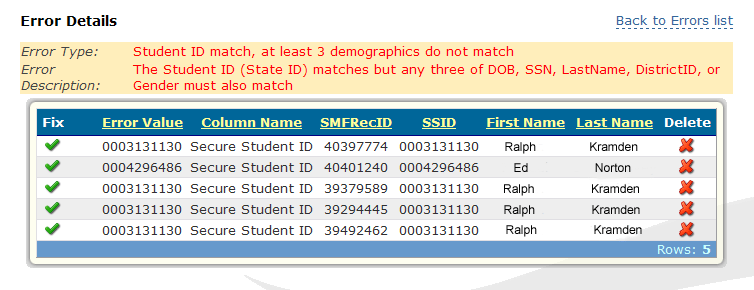 Error Details
Back to Errors list
Error Type: Student ID match, at least 3 demographics do not match
Error The Student ID (State ID) matches but any three of DOB, SSN, LastName, DistrictID, or
Description: Gender must also match
Fix Error Value Column Name SMFRecID SSID First Name Last Name Delete
0003131130 Secure Student ID 40397774 0003131130 Ralph Kramden
0004296486 Secure Student ID 40401240 0004296486 Ed Norton
0003131130 Secure Student ID 39379589 0003131130 Ralph Kramden
0003131130 Secure Student ID 39294445 0003131130 Ralph Kramden
0003131130 Secure Student ID 39492462 0003131130 Ralph Kramden
Rows: 5